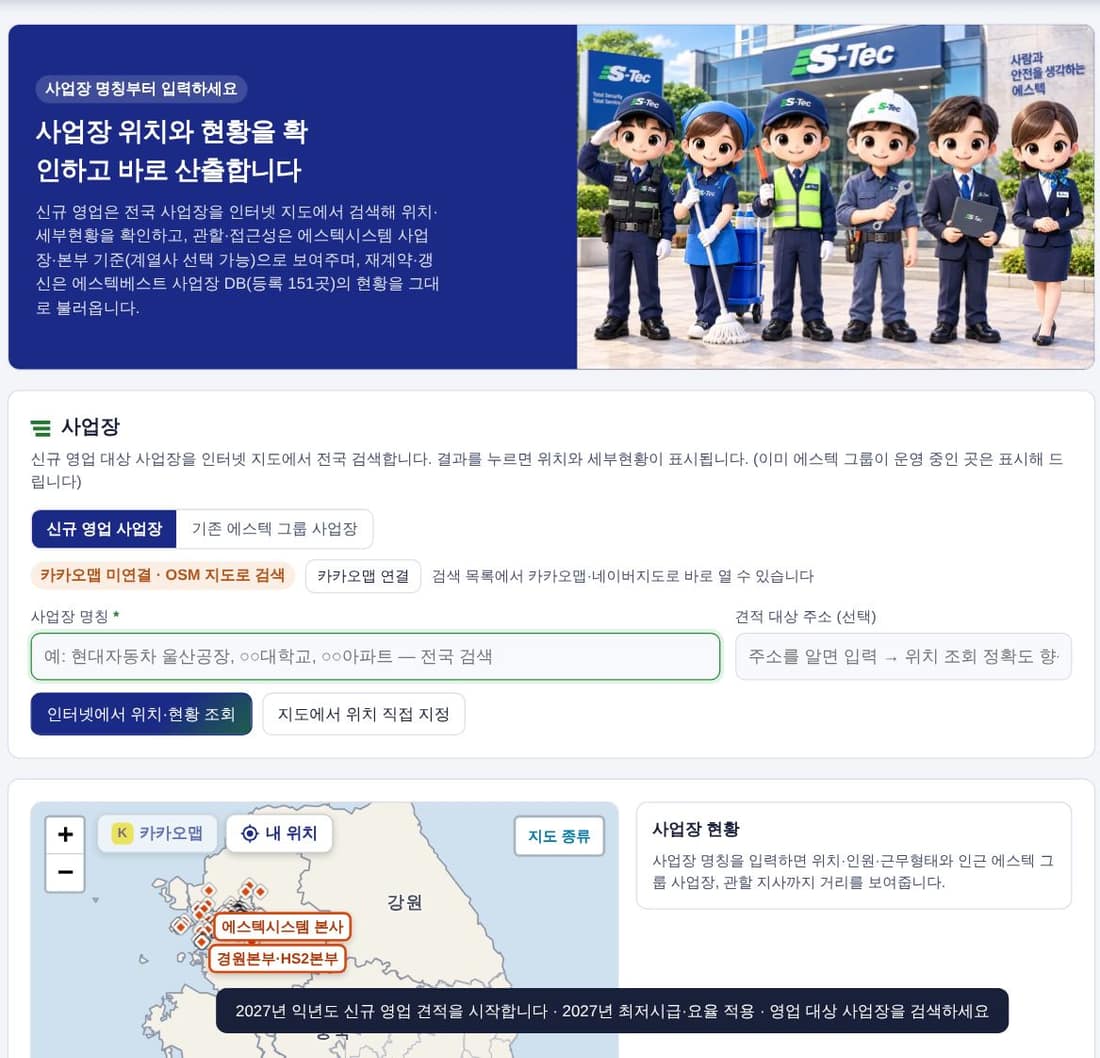 사업장 명칭부터 입력하세요
사업장 위치와 현황을 확
인하고 바로 산출합니다
신규 영업은 전국 사업장을 인터넷 지도에서 검색해 위치·
세부현황을 확인하고, 관할·접근성은 에스텍시스템 사업
장·본부 기준(계열사 선택 가능)으로 보여주며, 재계약·갱
신은 에스텍베스트 사업장 DB(등록 151곳)의 현황을 그대
로 불러옵니다.
S-Tec
S-Tec
사람과
안전을 생각하는
에스텍
S-Tec
S-Tec
S-Tec
S-Tec
S-Tec
사업장
신규 영업 대상 사업장을 인터넷 지도에서 전국 검색합니다. 결과를 누르면 위치와 세부현황이 표시됩니다. (이미 에스텍 그룹이 운영 중인 곳은 표시해 드
립니다)
신규 영업 사업장
기존 에스텍 그룹 사업장
카카오맵 미연결 · OSM 지도로 검색
카카오맵 연결
검색 목록에서 카카오맵·네이버지도로 바로 열 수 있습니다
사업장 명칭 *
견적 대상 주소 (선택)
예: 현대자동차 울산공장, ○○대학교, ○○아파트 — 전국 검색
주소를 알면 입력 → 위치 조회 정확도 향·
인터넷에서 위치·현황 조회
지도에서 위치 직접 지정
+
−
K 카카오맵
내 위치
지도 종류
강원
에스텍시스템 본사
경원본부·HS2본부
사업장 현황
사업장 명칭을 입력하면 위치·인원·근무형태와 인근 에스텍 그
룹 사업장, 관할 지사까지 거리를 보여줍니다.
2027년 익년도 신규 영업 견적을 시작합니다 · 2027년 최저시급·요율 적용 · 영업 대상 사업장을 검색하세요